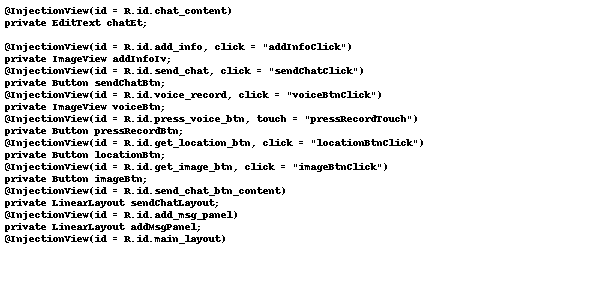 @InjectionView(id = R.id.chat_content)
private EditText chatEt;
@InjectionView(id = R.id.add_info, click = "addInfoClick")
private ImageView addInfoIv;
@InjectionView(id = R.id.send_chat, click = "sendChatClick")
private Button sendChatBtn;
@InjectionView(id = R.id.voice_record, click = "voiceBtnClick")
private ImageView voiceBtn;
@InjectionView(id = R.id.press_voice_btn, touch = "pressRecordTouch")
private Button pressRecordBtn;
@InjectionView(id = R.id.get_location_btn, click = "locationBtnClick")
private Button locationBtn;
@InjectionView(id = R.id.get_image_btn, click = "imageBtnClick")
private Button imageBtn;
@InjectionView(id = R.id.send_chat_btn_content)
private LinearLayout sendChatLayout;
@InjectionView(id = R.id.add_msg_panel)
private LinearLayout addMsgPanel;
@InjectionView(id = R.id.main_layout)